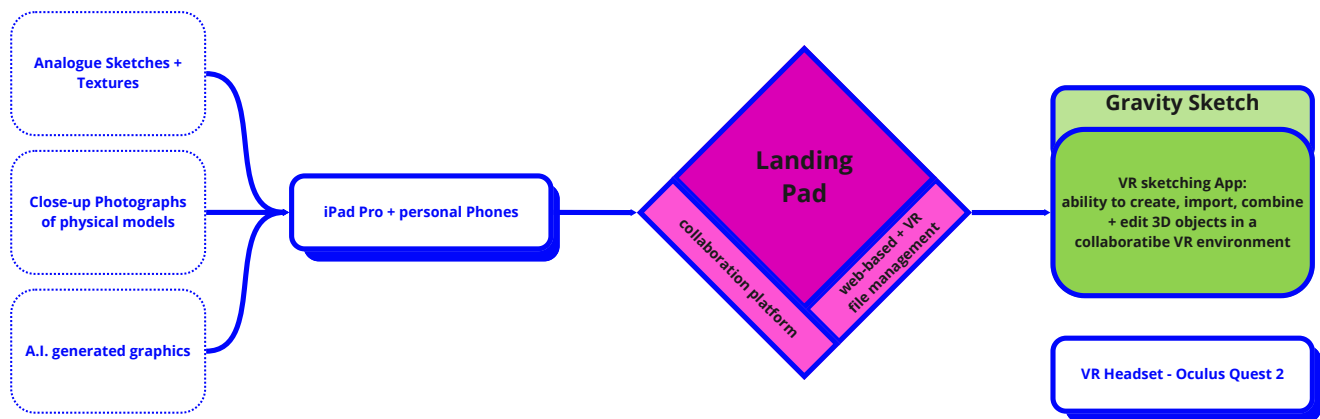 Analogue Sketches +
Textures
Close-up Photographs
of physical models
A.I. generated graphics
iPad Pro + personal Phones
Landing
Pad
collaboration platform
web-based + VR
file management
Gravity Sketch
VR sketching App:
ability to create, import, combine
+ edit 3D objects in a
collaboratibe VR environment
VR Headset - Oculus Quest 2